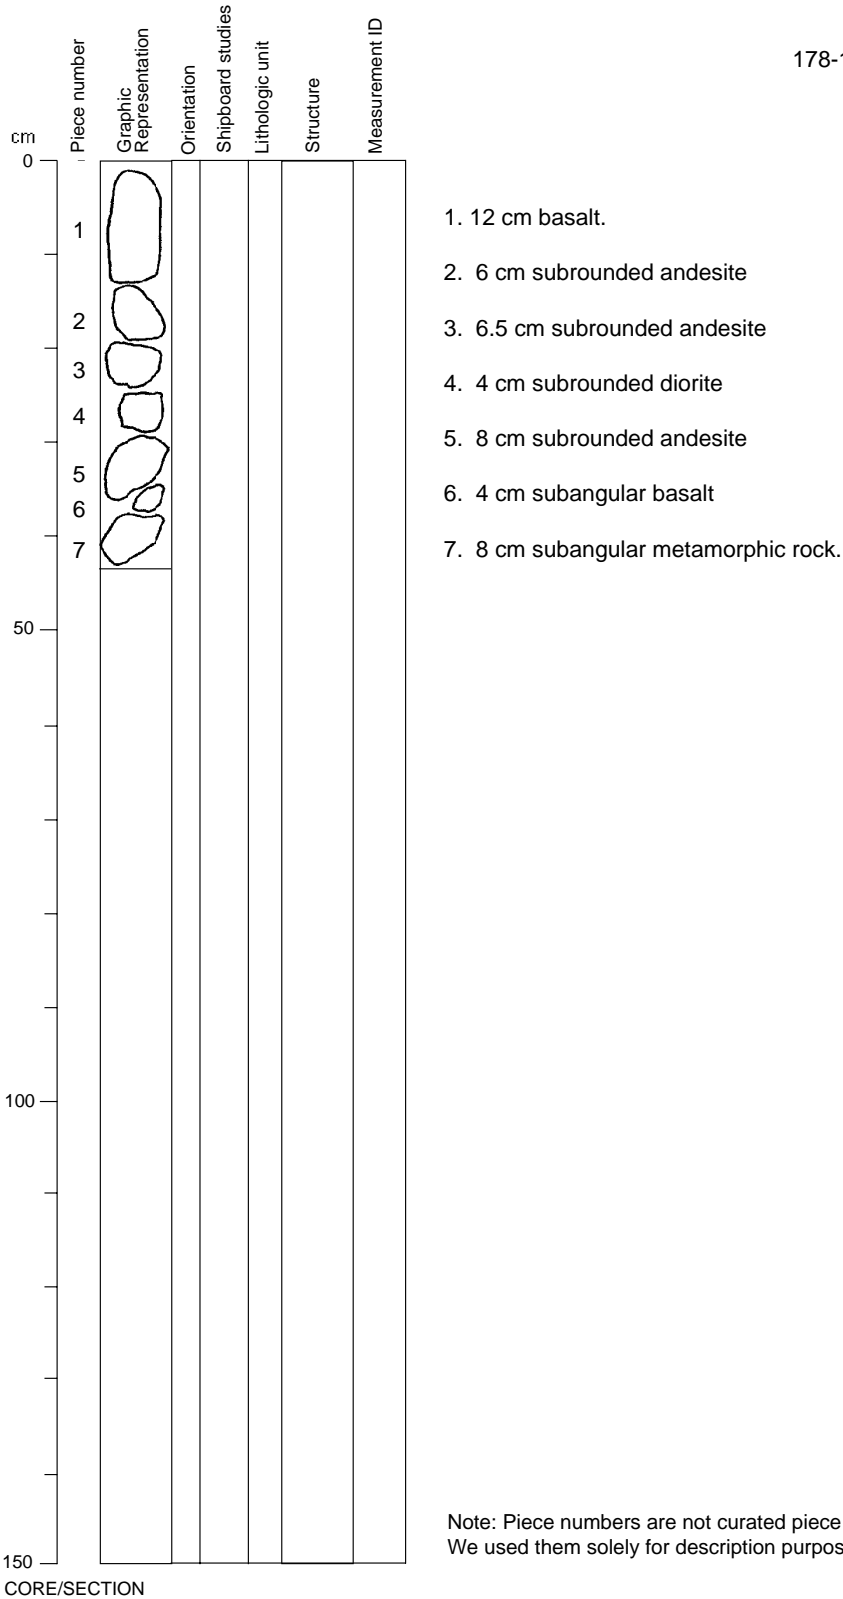 178-1
Piece number
Graphic
Representation
Orientation
Shipboard studies
Lithologic unit
Structure
Measurement ID
cm
0
1
2
3
4
5
6
7
50
100
150
1. 12 cm basalt.
2. 6 cm subrounded andesite
3. 6.5 cm subrounded andesite
4. 4 cm subrounded diorite
5. 8 cm subrounded andesite
6. 4 cm subangular basalt
7. 8 cm subangular metamorphic rock.
Note: Piece numbers are not curated piece
We used them solely for description purpos
CORE/SECTION